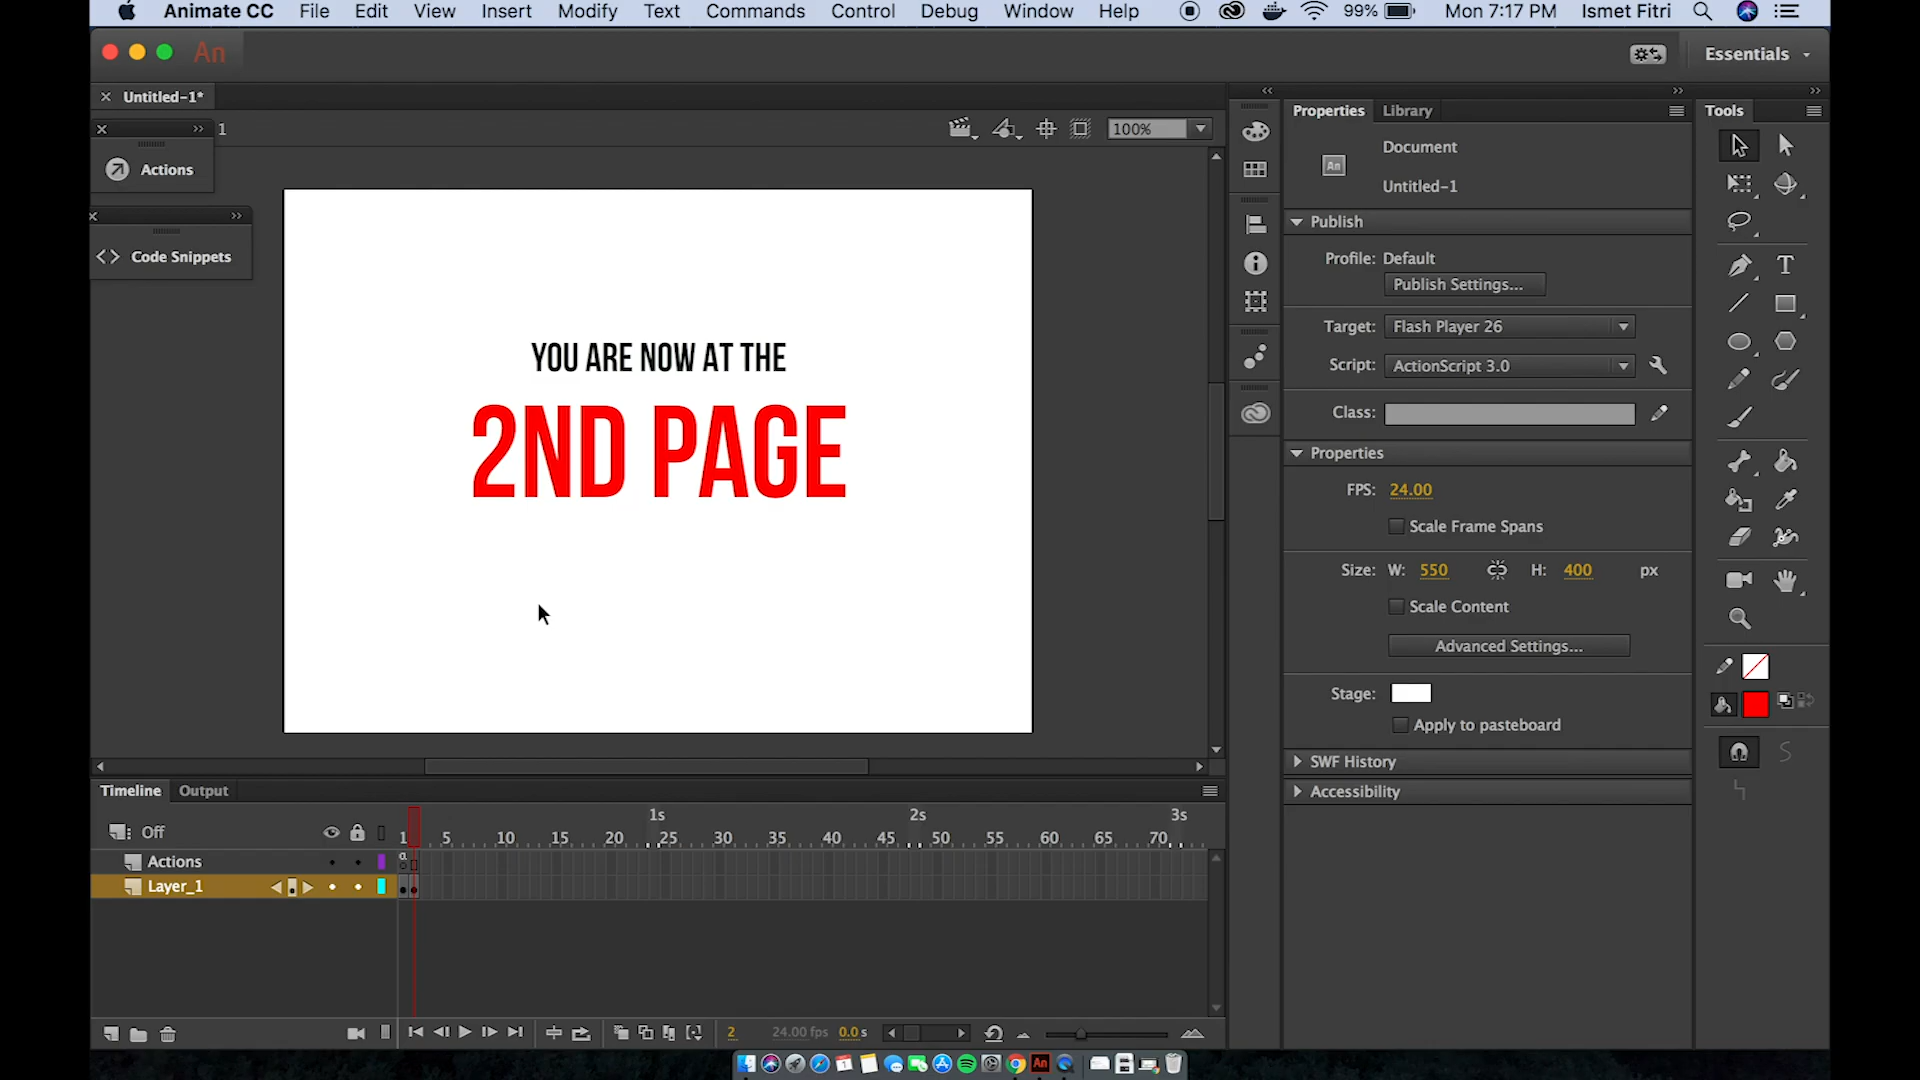 Animate CC File Edit View Insert Modify Text Commands Control Debug Window Help 99% Mon 7:17 PM Ismet Fitri
An Essentials
Untitled-1*
1 100%
Actions
Code Snippets
YOU ARE NOW AT THE
2ND PAGE
Properties Library
An Document
Untitled-1
Publish
Profile: Default
Publish Settings...
Target: Flash Player 26
Script: ActionScript 3.0
Class:
Properties
FPS: 24.00
Scale Frame Spans
Size: W: 550 H: 400 px
Scale Content
Advanced Settings...
Stage:
Apply to pasteboard
SWF History
Accessibility
Tools
T
Timeline Output
1s 2s 3s
Off 1 5 10 15 20 25 30 35 40 45 50 55 60 65 70
Actions a
Layer_1
2 24.00 fps 0.0 s
An